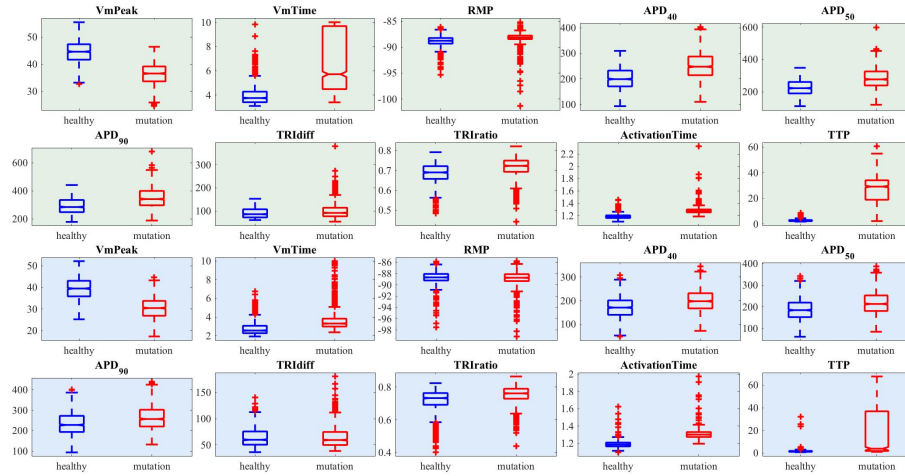 VmPeak VmTime RMP APD40 APD50
50 40 30
10 8 6 4
-85 -90 -95 -100
400 300 200 100
600 400 200
healthy mutation healthy mutation healthy mutation healthy mutation healthy mutation
APD90 TRIdiff TRIratio ActivationTime TTP
600 400 200
300 200 100
0.8 0.7 0.6 0.5
2.2 2 1.8 1.6 1.4 1.2
60 40 20 0
healthy mutation healthy mutation healthy mutation healthy mutation healthy mutation
VmPeak VmTime RMP APD40 APD50
50 40 30 20
10 8 6 4 2
-86 -88 -90 -92 -94 -96 -98
300 200 100
400 300 200 100
healthy mutation healthy mutation healthy mutation healthy mutation healthy mutation
APD90 TRIdiff TRIratio ActivationTime TTP
400 300 200 100
150 100 50
0.8 0.6 0.4
2 1.8 1.6 1.4 1.2
60 40 20 0
healthy mutation healthy mutation healthy mutation healthy mutation healthy mutation